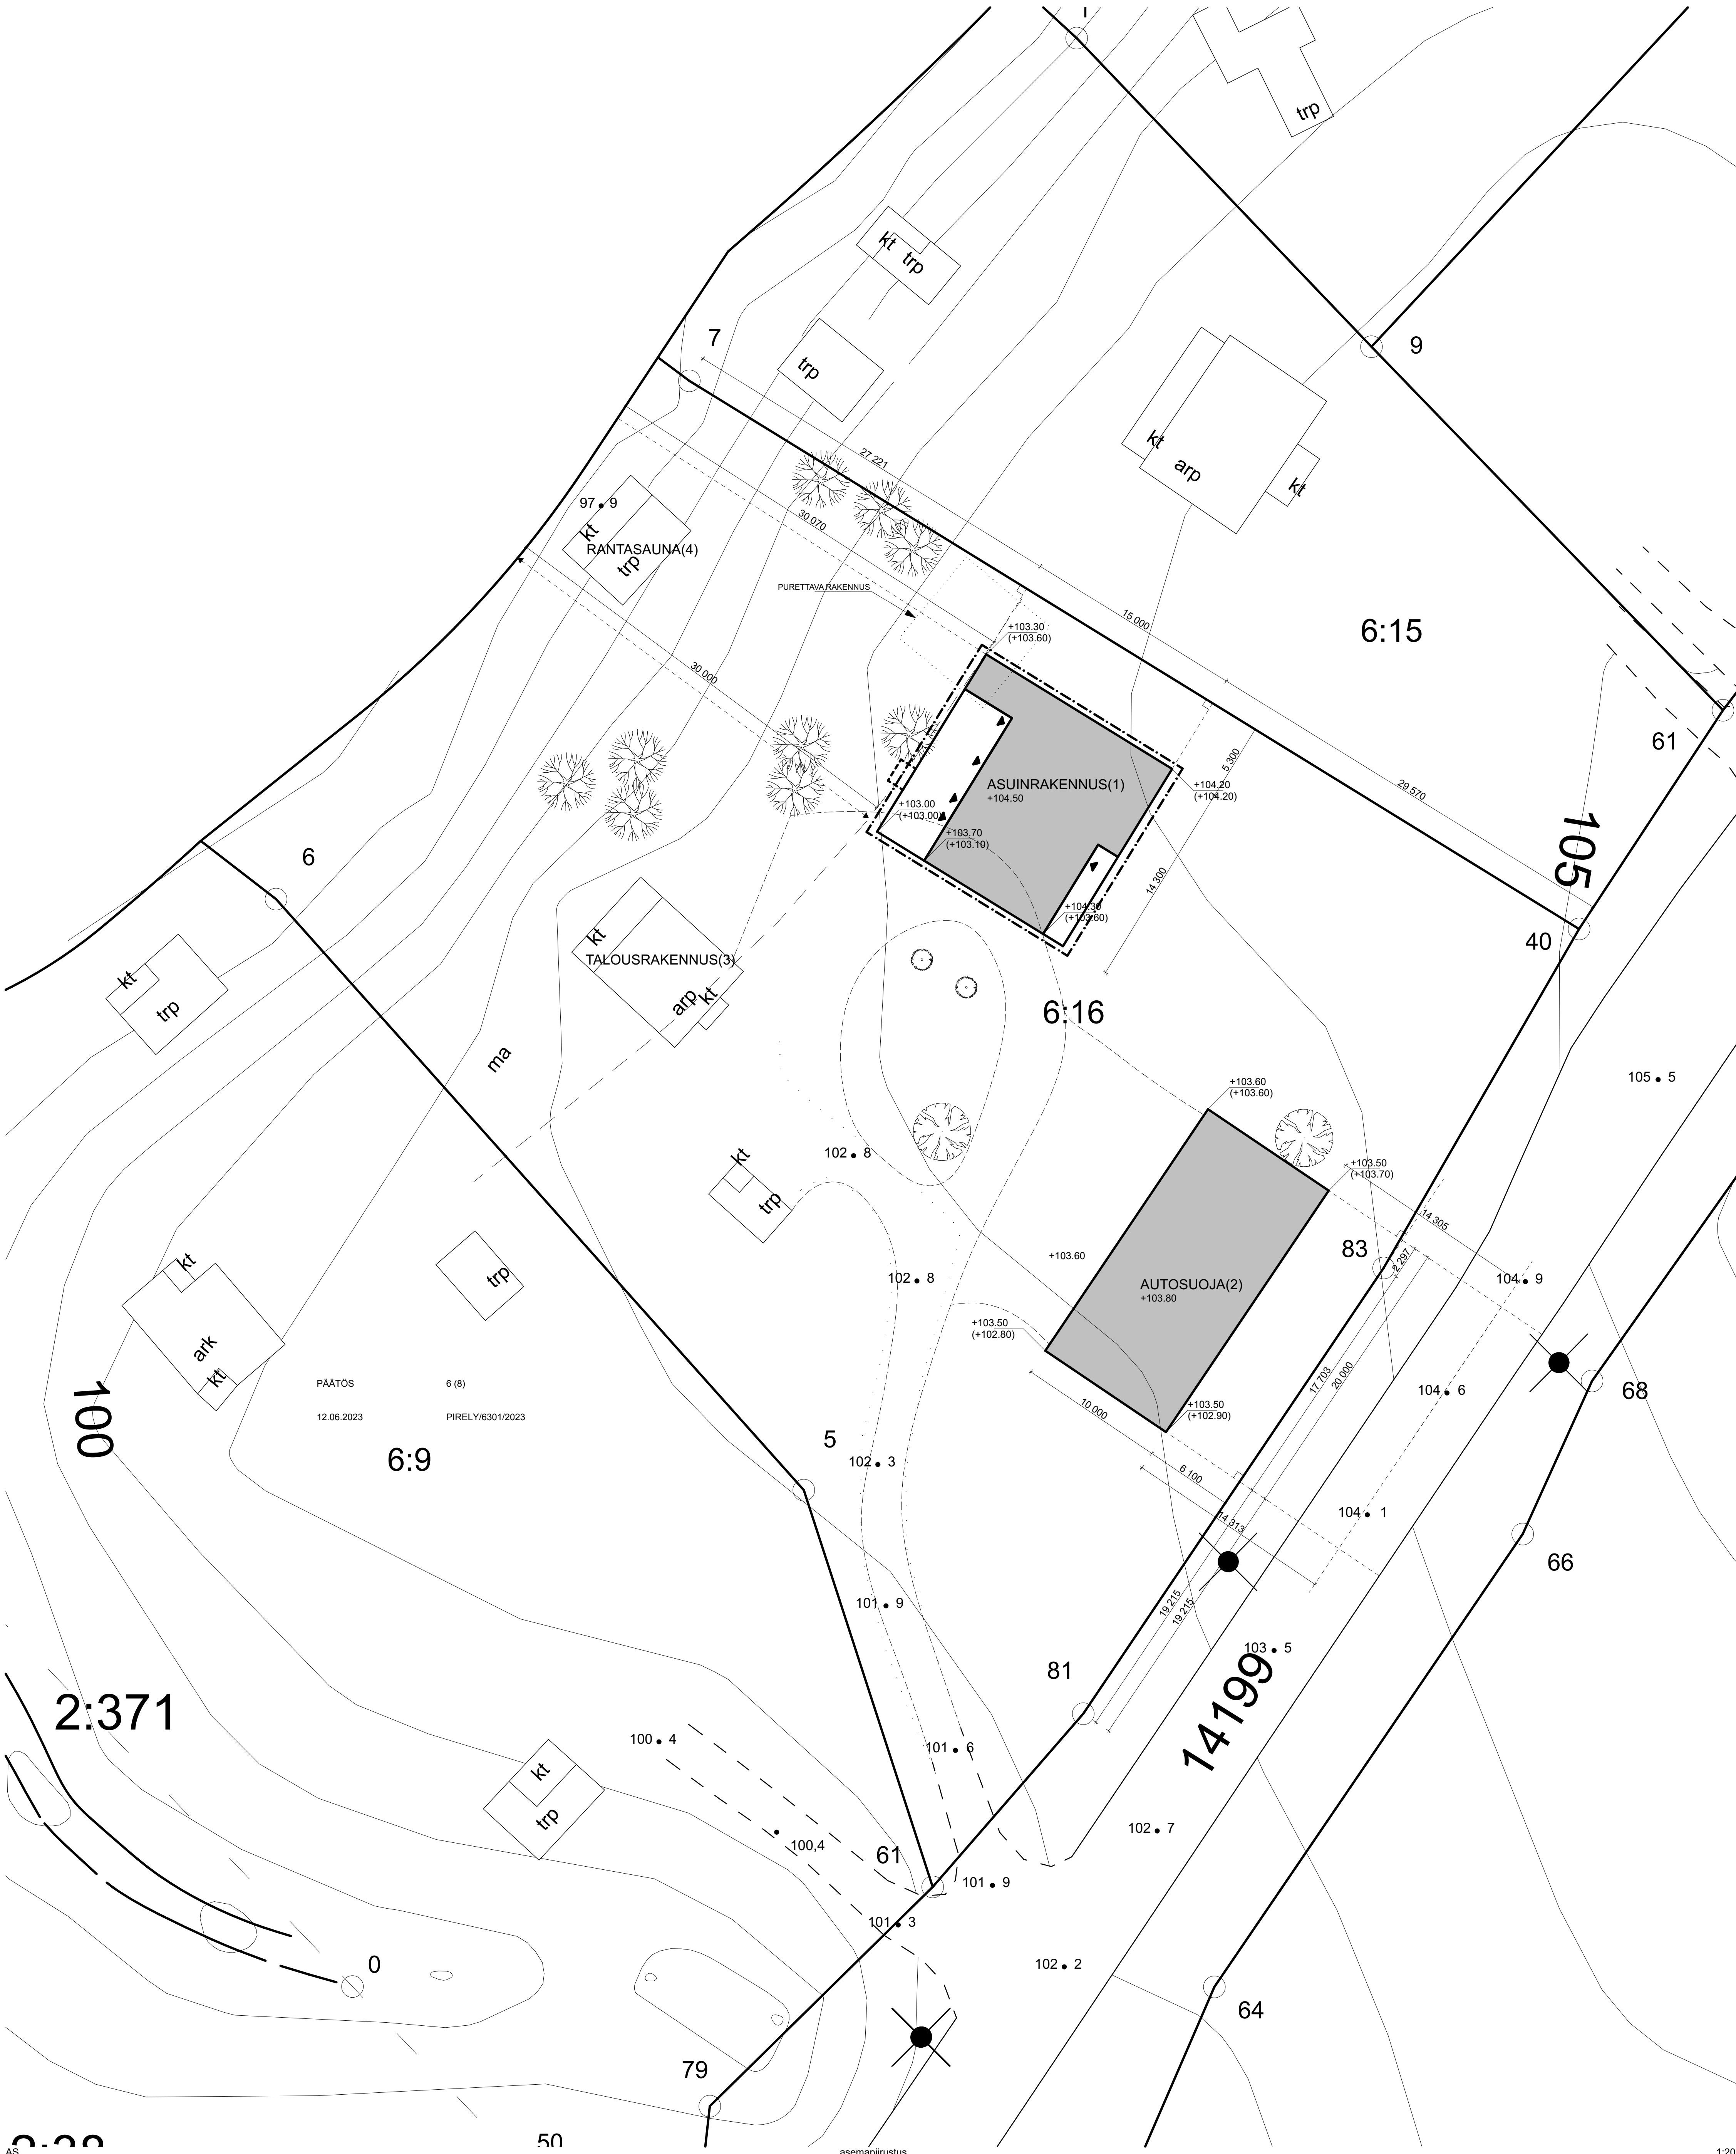 trp
kt
trp
7
9
trp
27 221
kt
arp
kt
97 • 9
kt
RANTASAUNA(4)
trp
30 070
PURETTAVA RAKENNUS
15 000
6:15
+103.30
(+103.60)
30 000
61
5 300
ASUINRAKENNUS(1)
+104.50
+104.20
(+104.20)
29 570
+103.00
(+103.00)
+103.70
(+103.10)
105
6
14 300
+104.30
(+103.60)
40
kt
TALOUSRAKENNUS(3)
arp
kt
kt
trp
6:16
ma
105 • 5
+103.60
(+103.60)
102 • 8
kt
trp
+103.50
(+103.70)
14 305
83
2 297
+103.60
kt
trp
102 • 8
AUTOSUOJA(2)
+103.80
104 • 9
ark
kt
+103.50
(+102.80)
PÄÄTÖS
6 (8)
12.06.2023
PIRELY/6301/2023
100
17 703
20 000
104 • 6
68
10 000
+103.50
(+102.90)
6:9
5
102 • 3
6 100
14 313
104 • 1
66
101 • 9
19 215
19 215
103 • 5
81
14199
2:371
100 • 4
101 • 6
kt
trp
100,4
102 • 7
61
101 • 9
101 • 3
0
102 • 2
64
79
50
AS
asemapiirustus
1:20